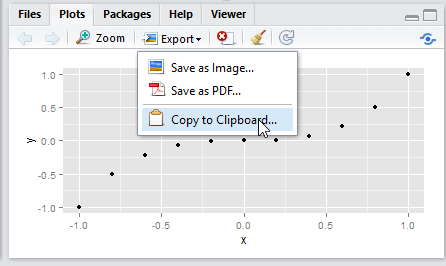 Files Plots Packages Help Viewer
Zoom Export
Save as Image...
Save as PDF...
Copy to Clipboard...
1.0
0.5
0.0
-0.5
-1.0
y
-1.0 -0.5 0.0 0.5 1.0
x